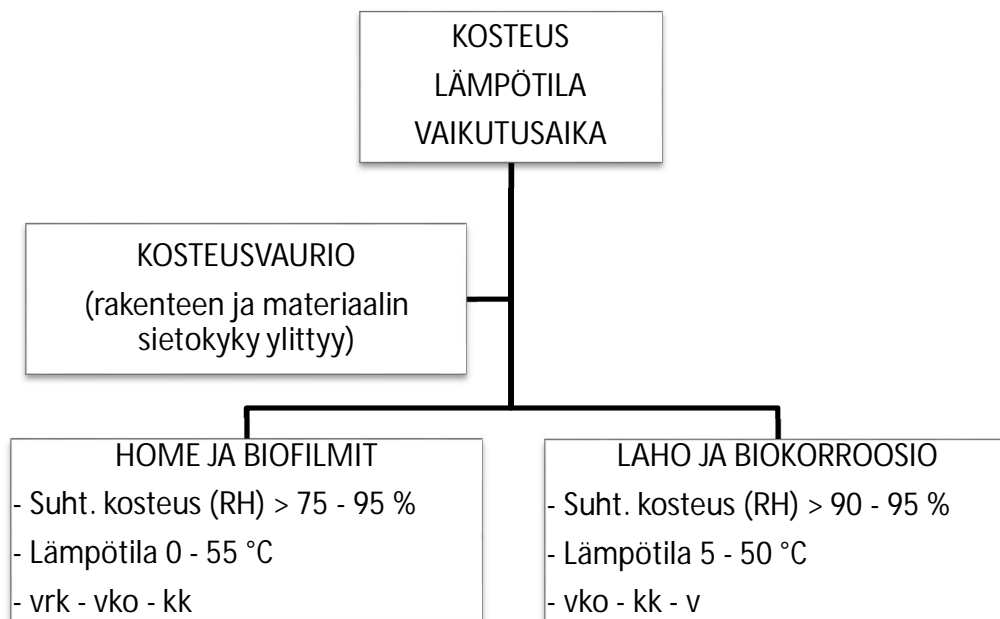 KOSTEUS
LÄMPÖTILA
VAIKUTUSAIKA
KOSTEUSVAURIO
(rakenteen ja materiaalin
sietokyky ylittyy)
HOME JA BIOFILMIT
- Suht. kosteus (RH) > 75 - 95 %
- Lämpötila 0 - 55 °C
- vrk - vko - kk
LAHO JA BIOKORROOSIO
- Suht. kosteus (RH) > 90 - 95 %
- Lämpötila 5 - 50 °C
- vko - kk - v